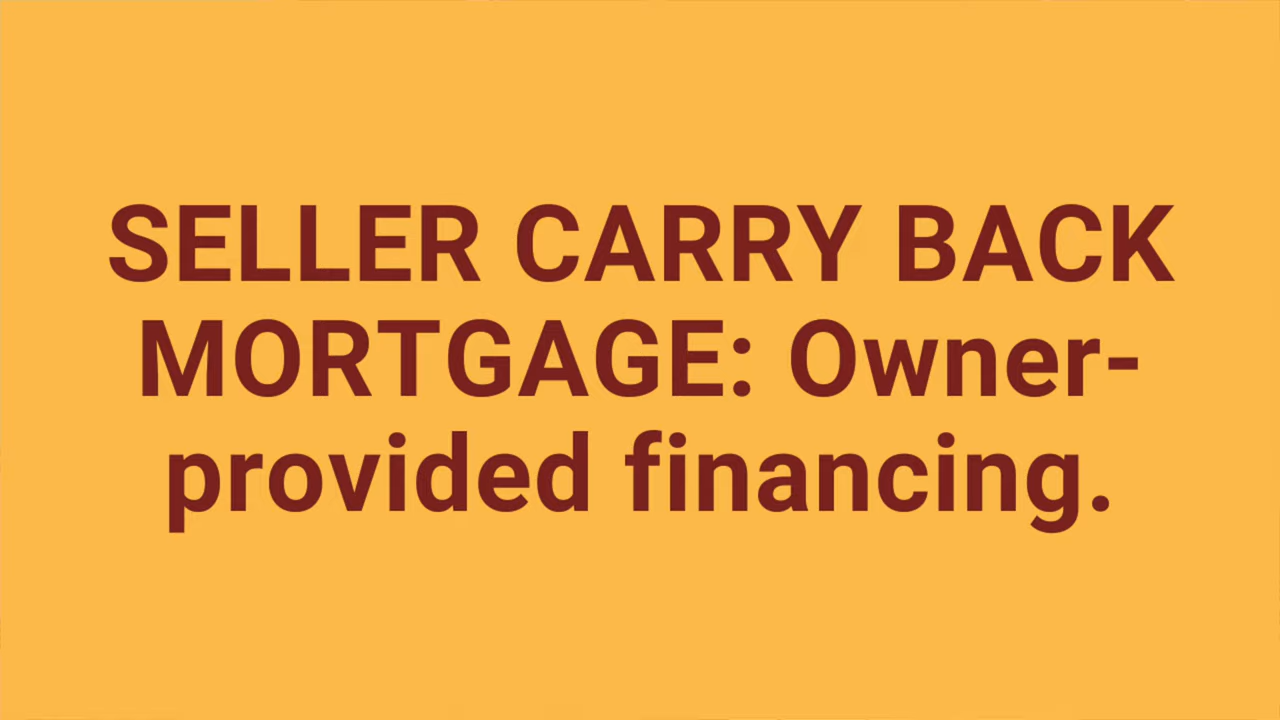 SELLER CARRY BACK
MORTGAGE: Owner-
provided financing.